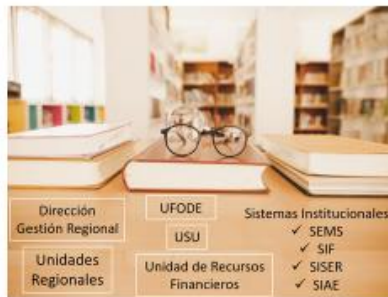 Dirección
Gestión Regional
Unidades
Regionales
UFODE
USU
Unidad de Recursos
Financieros
Sistemas Institucionales
✓ SEMS
✓ SIF
✓ SISER
✓ SIAE